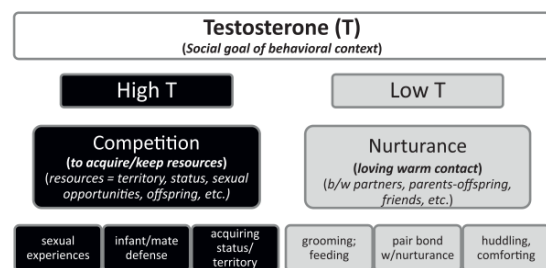 Testosterone (T)
(Social goal of behavioral context)
High T
Low T
Competition
(to acquire/keep resources)
(resources = territory, status, sexual
opportunities, offspring, etc.)
Nurturance
(loving warm contact)
(b/w partners, parents-offspring,
friends, etc.)
sexual
experiences
infant/mate
defense
acquiring
status/
territory
grooming;
feeding
pair bond
w/nurturance
huddling,
comforting